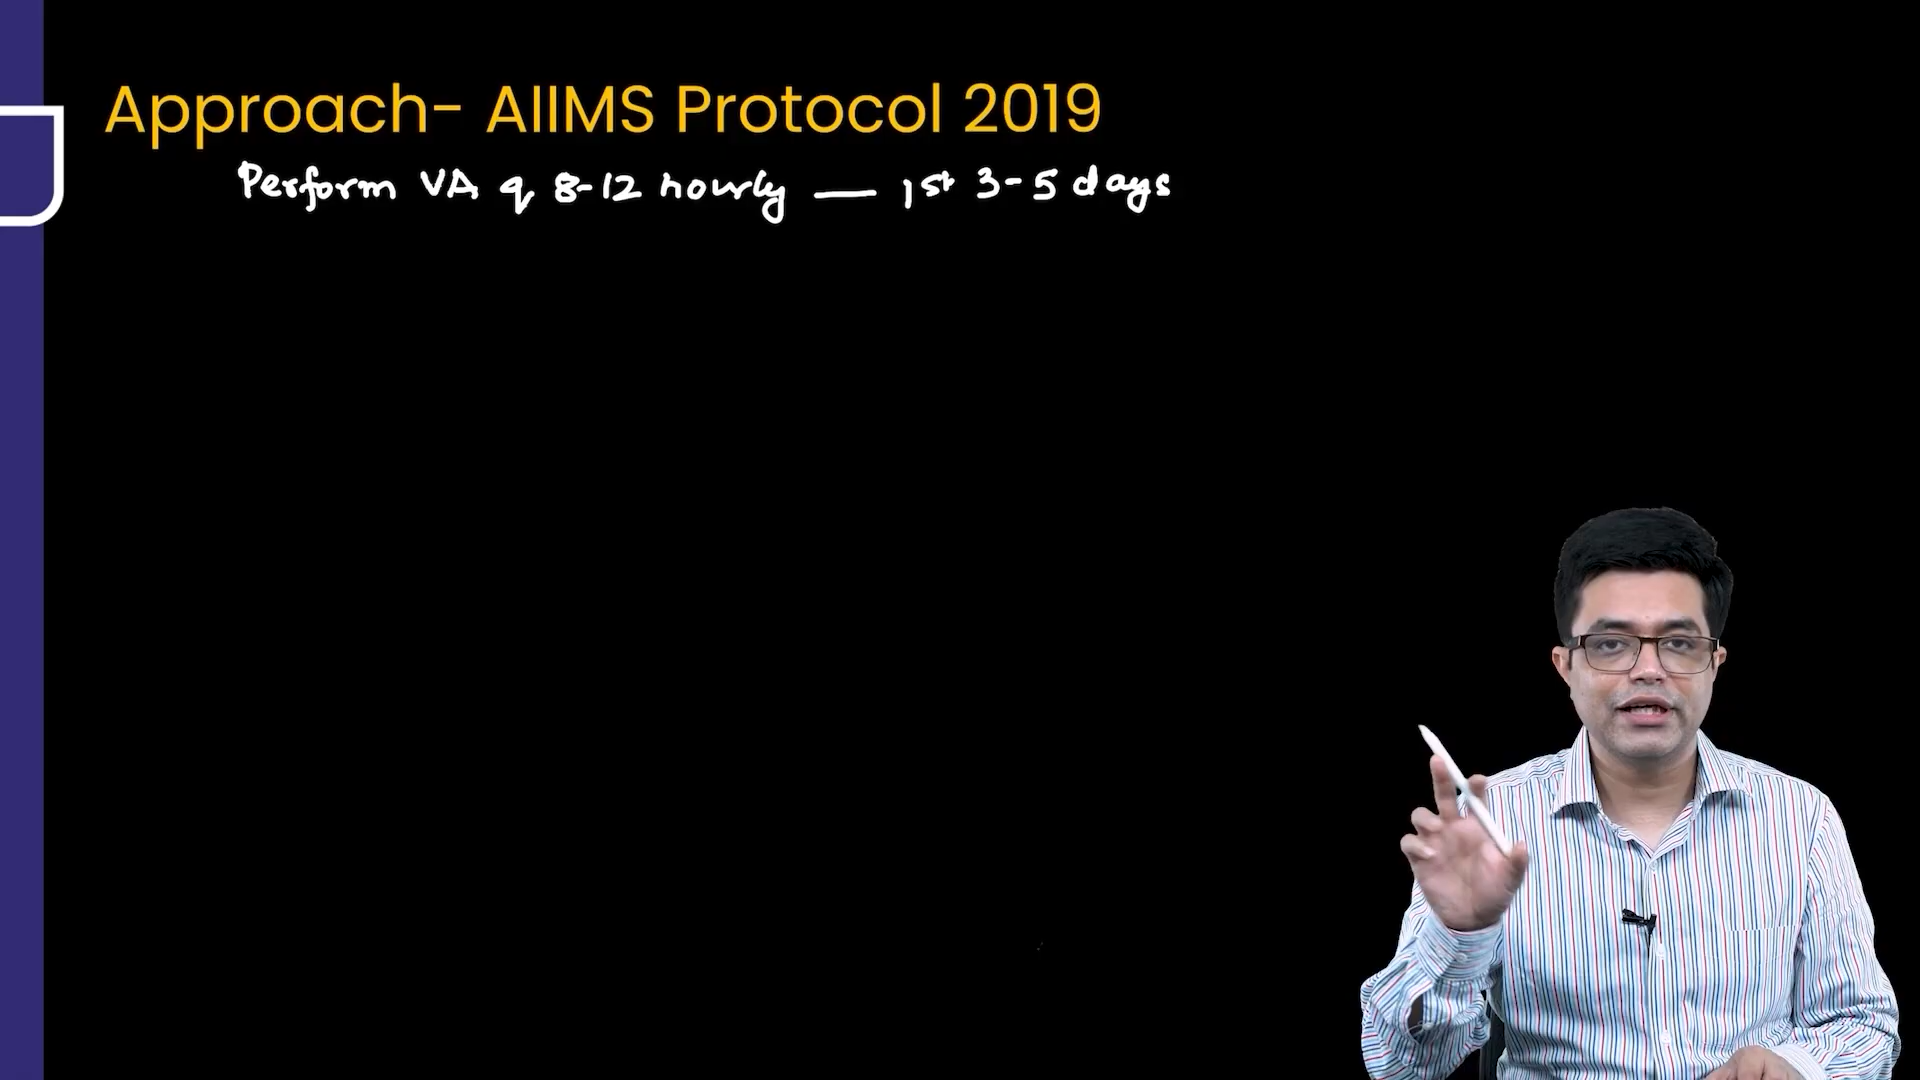 Approach- AIIMS Protocol 2019
Perform VA q 8-12 hourly — 1st 3-5 days